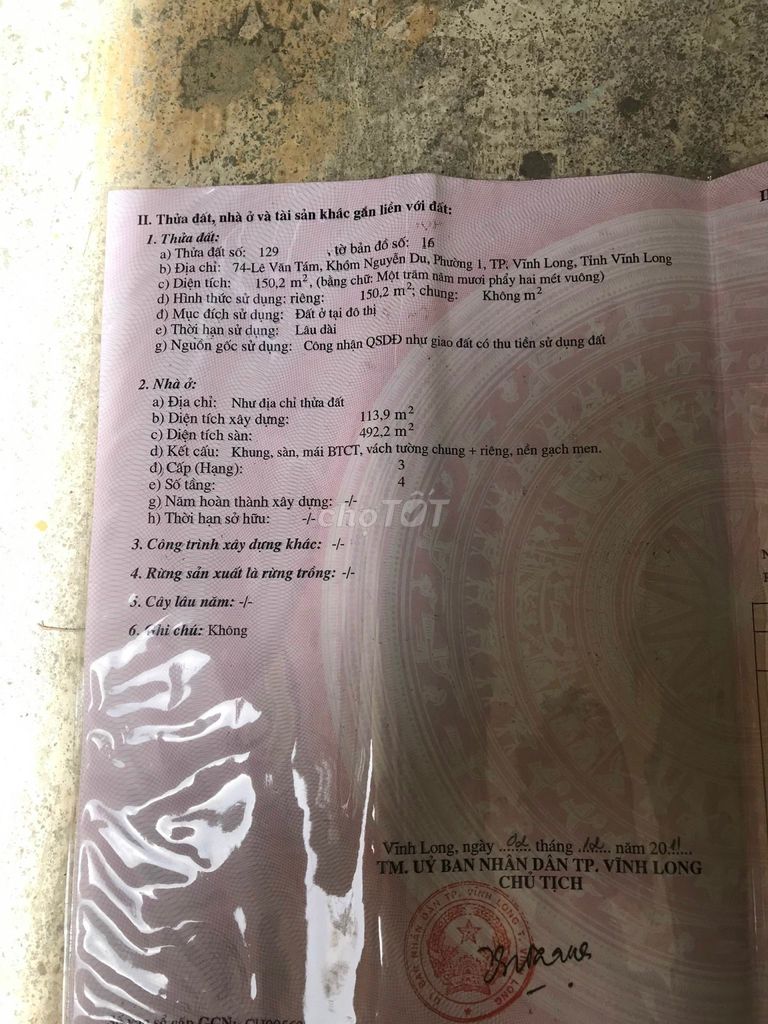 II. Thửa đất, nhà ở và tài sản khác gắn liền với đất:
1. Thửa đất:
a) Thửa đất số: 129 , tờ bản đồ số: 16
b) Địa chỉ: 74-Lê Văn Tám, Khóm Nguyễn Du, Phường 1, TP, Vĩnh Long, Tỉnh Vĩnh Long
c) Diện tích: 150,2 m², (bằng chữ: Một trăm năm mươi phẩy hai mét vuông)
d) Hình thức sử dụng: riêng: 150,2 m²; chung: Không m²
đ) Mục đích sử dụng: Đất ở tại đô thị
e) Thời hạn sử dụng: Lâu dài
g) Nguồn gốc sử dụng: Công nhận QSDĐ như giao đất có thu tiền sử dụng đất
2. Nhà ở:
a) Địa chỉ: Như địa chỉ thửa đất
b) Diện tích xây dựng: 113,9 m²
c) Diện tích sàn: 492,2 m²
d) Kết cấu: Khung, sàn, mái BTCT, vách tường chung + riêng, nền gạch men.
đ) Cấp (Hạng): 3
e) Số tầng: 4
g) Năm hoàn thành xây dựng: -/-
h) Thời hạn sở hữu: -/-
chợTỐT
3. Công trình xây dựng khác: -/-
4. Rừng sản xuất là rừng trồng: -/-
5. Cây lâu năm: -/-
6. Ghi chú: Không
Vĩnh Long, ngày 02 tháng 12 năm 2011
TM. UỶ BAN NHÂN DÂN TP. VĨNH LONG
CHỦ TỊCH